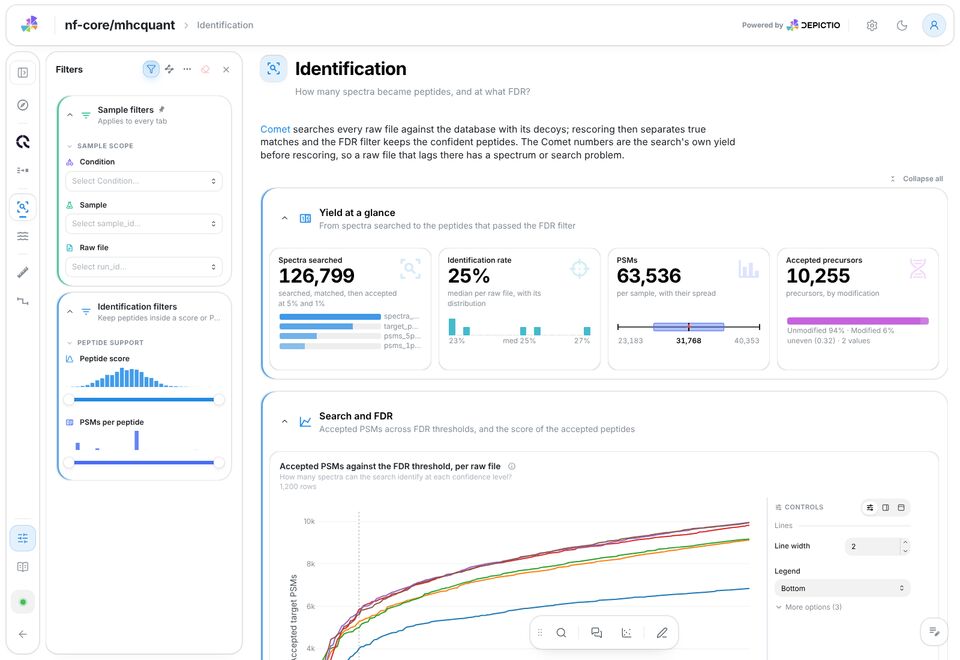 nf-core/mhcquant
Identification
Powered by DEPICTIO
Filters
Sample filters
Applies to every tab
SAMPLE SCOPE
Condition
Select Condition...
Sample
Select sample_id...
Raw file
Select run_id...
Identification filters
Keep peptides inside a score or P...
PEPTIDE SUPPORT
Peptide score
PSMs per peptide
Identification
How many spectra became peptides, and at what FDR?
Comet searches every raw file against the database with its decoys; rescoring then separates true
matches and the FDR filter keeps the confident peptides. The Comet numbers are the search's own yield
before rescoring, so a raw file that lags there has a spectrum or search problem.
Collapse all
Yield at a glance
From spectra searched to the peptides that passed the FDR filter
Spectra searched
126,799
searched, matched, then accepted
at 5% and 1%
spectra_...
target_p...
psms_5p...
psms_1p...
Identification rate
25%
median per raw file, with its
distribution
23% med 25% 27%
PSMs
63,536
per sample, with their spread
23,183 31,768 40,353
Accepted precursors
10,255
precursors, by modification
Unmodified 94% · Modified 6%
uneven (0.32) · 2 values
Search and FDR
Accepted PSMs across FDR thresholds, and the score of the accepted peptides
Accepted PSMs against the FDR threshold, per raw file
How many spectra can the search identify at each confidence level?
1,200 rows
10k
8k
6k
4k
Accepted target PSMs
CONTROLS
Lines
Line width
2
Legend
Bottom
More options (3)